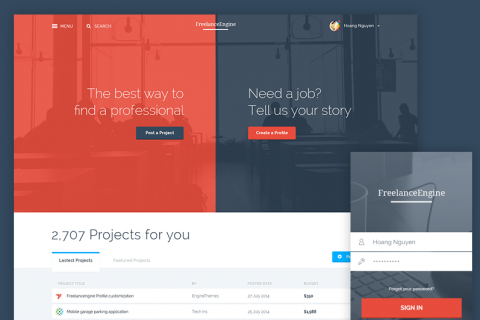 MENU
SEARCH
FreelanceEngine
Hoang Nguyen
The best way to
find a professional
Post a Project
Need a job?
Tell us your story
Create a Profile
2,707 Projects for you
Lastest Projects
Featured Projects
PROJECT TITLE
BY
POSTED DATE
BUDGET
Freelanceengine Profile customization
EngineThemes
27 July 2014
$350
Mobile garage parking application
Tech Inc
25 July 2014
$4,988
FreelanceEngine
Hoang Nguyen
••••••••••
Forgot your password?
SIGN IN